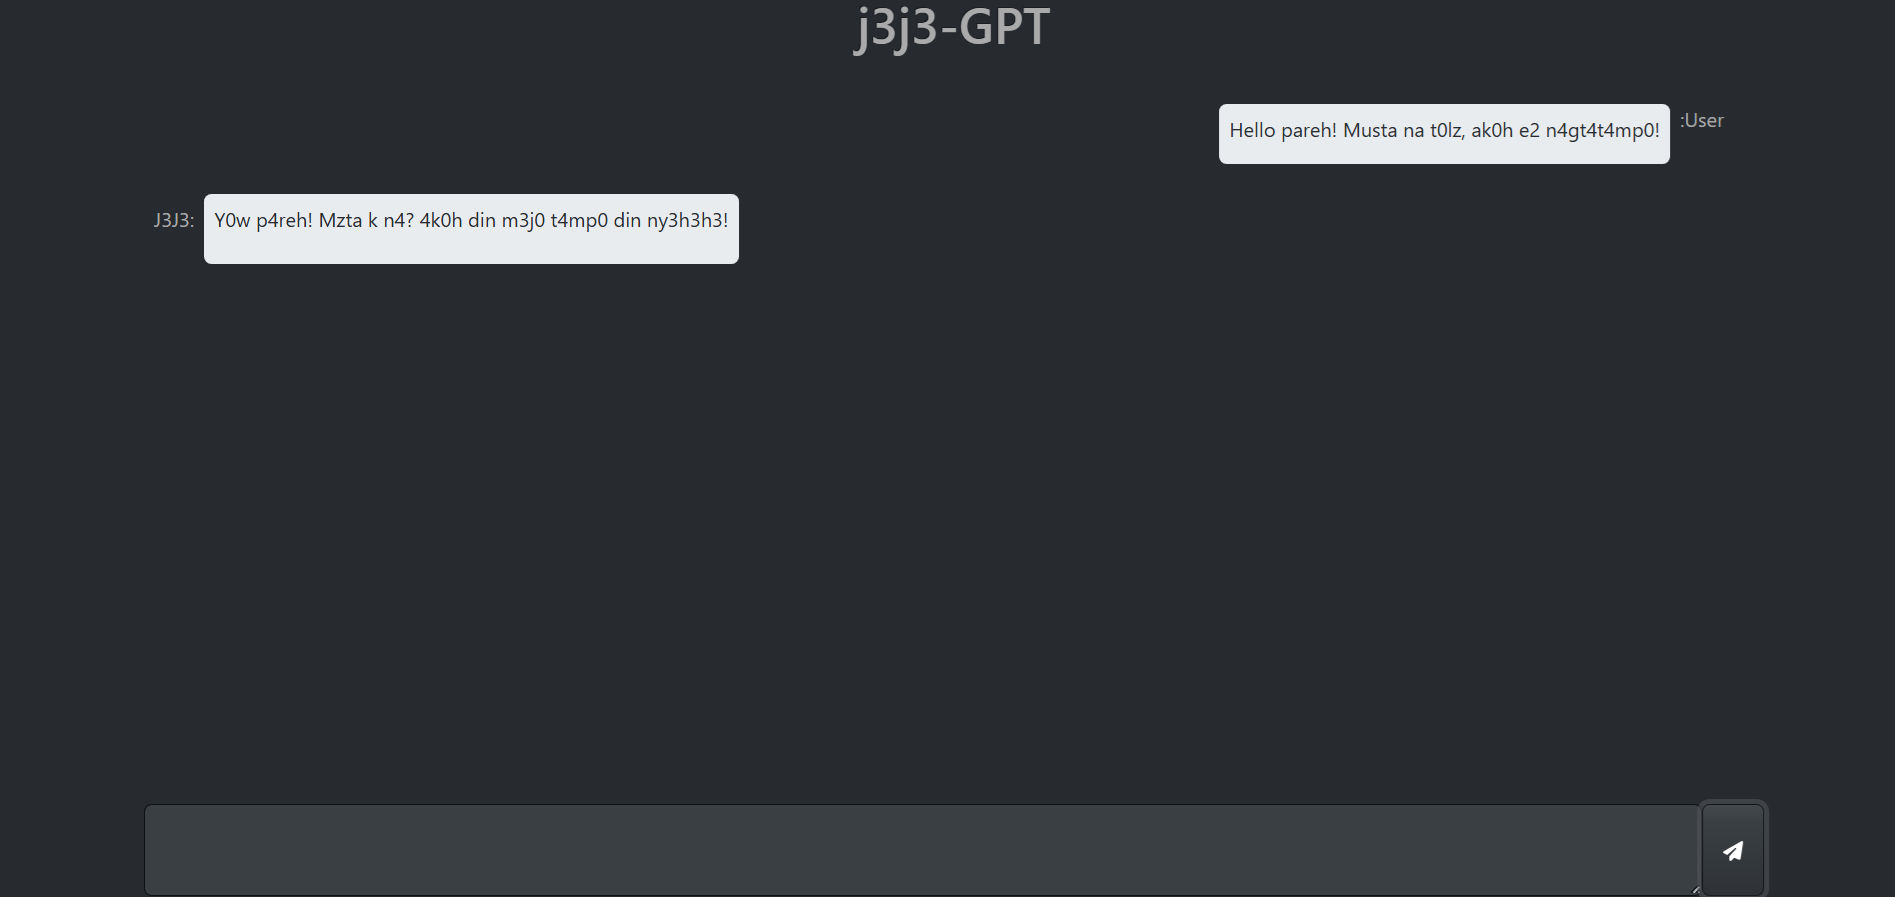 j3j3-GPT
Hello pareh! Musta na t0lz, ak0h e2 n4gt4t4mp0! :User
J3J3: Y0w p4reh! Mzta k n4? 4k0h din m3j0 t4mp0 din ny3h3h3!